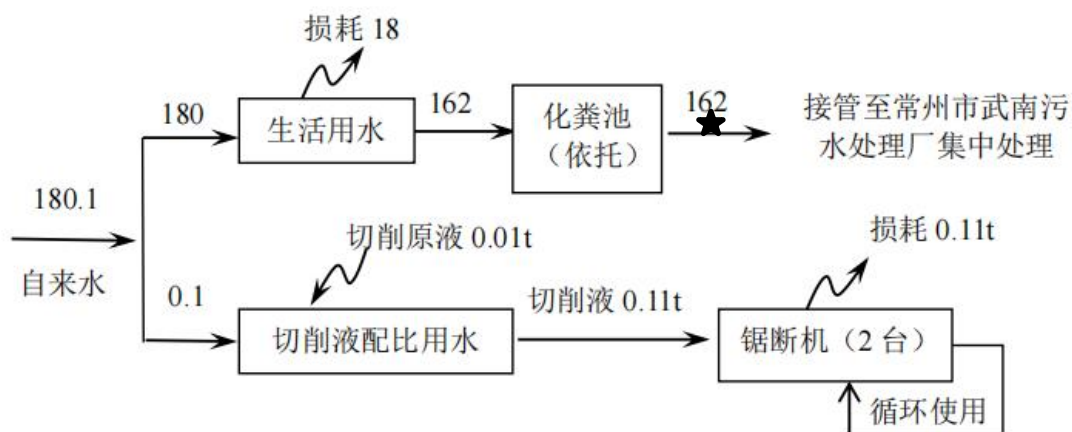 损耗 18
180
生活用水
162
化粪池
（依托）
162
接管至常州市武南污
水处理厂集中处理
180.1
自来水
切削原液 0.01t
损耗 0.11t
0.1
切削液配比用水
切削液 0.11t
锯断机（2 台）
循环使用